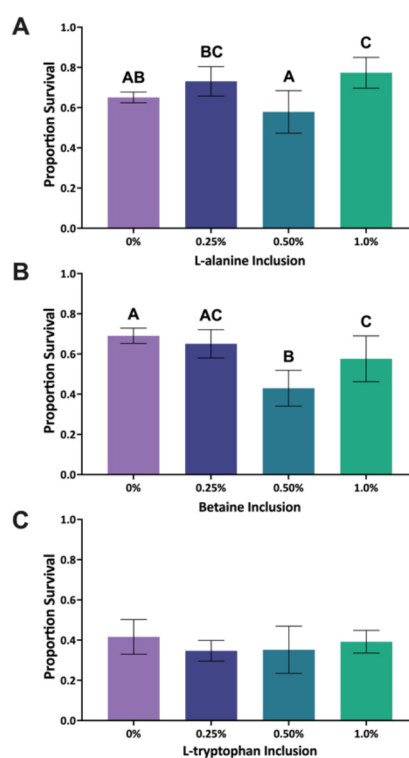 A
Proportion Survival
1.0
0.8
0.6
0.4
0.2
0.0
AB
BC
A
C
0%
0.25%
0.50%
1.0%
L-alanine Inclusion
B
Proportion Survival
1.0
0.8
0.6
0.4
0.2
0.0
A
AC
B
C
0%
0.25%
0.50%
1.0%
Betaine Inclusion
C
Proportion Survival
1.0
0.8
0.6
0.4
0.2
0.0
0%
0.25%
0.50%
1.0%
L-tryptophan Inclusion